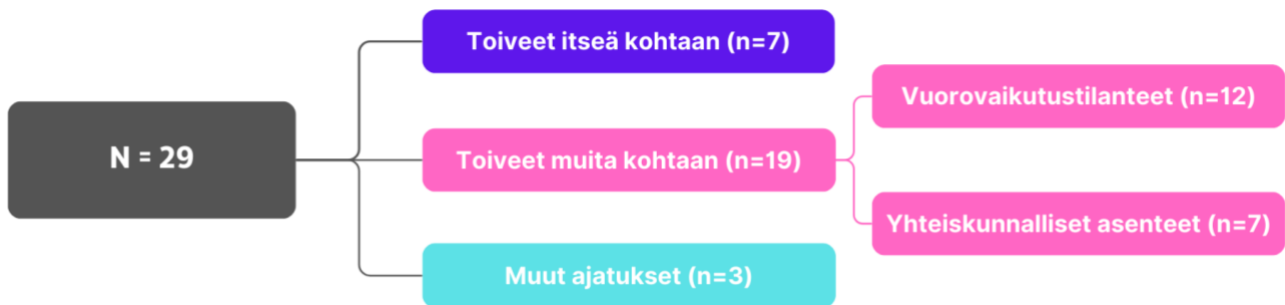 N = 29
Toiveet itseä kohtaan (n=7)
Toiveet muita kohtaan (n=19)
Vuorovaikutustilanteet (n=12)
Yhteiskunnalliset asenteet (n=7)
Muut ajatukset (n=3)